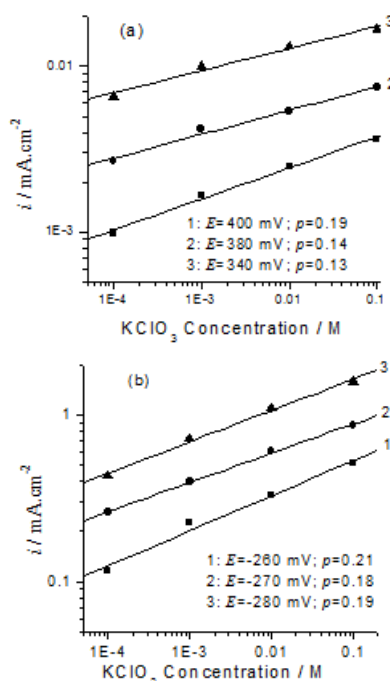 (a)
3
0.01
2
i / mA.cm-2
1
1E-3
1: E=400 mV; p=0.19
2: E=380 mV; p=0.14
3: E=340 mV; p=0.13
1E-4 1E-3 0.01 0.1
KClO3 Concentration / M
(b)
3
2
1
1
i / mA.cm-2
1: E=-260 mV; p=0.21
2: E=-270 mV; p=0.18
3: E=-280 mV; p=0.19
0.1
1E-4 1E-3 0.01 0.1
KClO3 Concentration / M